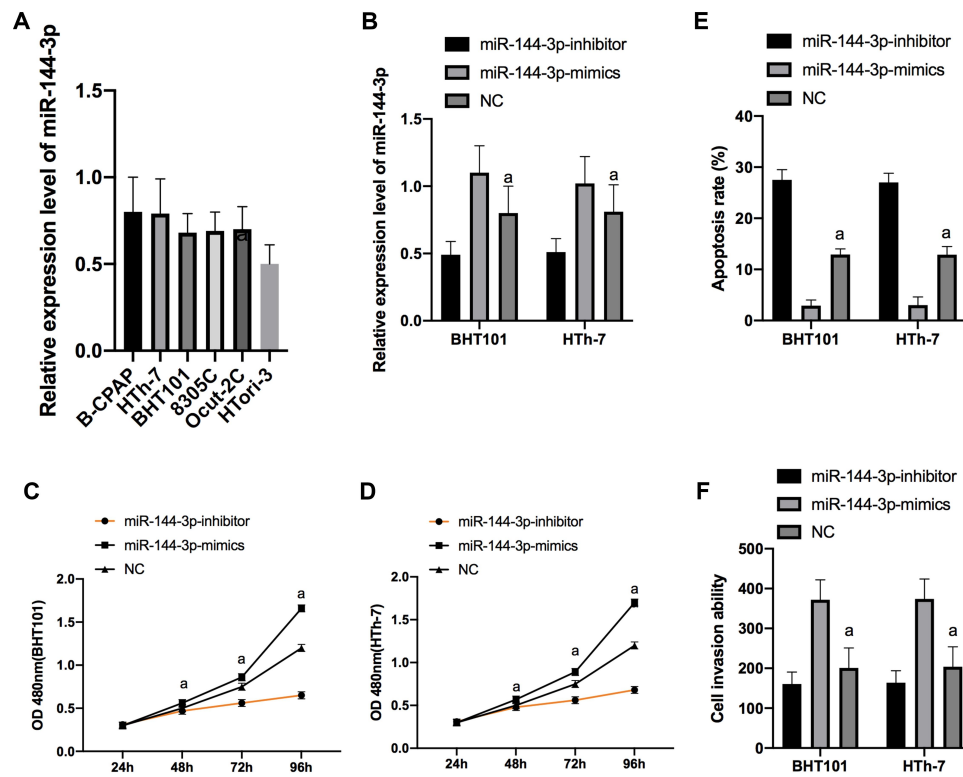 A
Relative expression level of miR-144-3p
1.5
1.0
0.5
0.0
a
B-CPAP
HTh-7
BHT101
8305C
Ocut-2C
HTori-3
B
miR-144-3p-inhibitor
miR-144-3p-mimics
NC
Relative expression level of miR-144-3p
1.5
1.0
0.5
0.0
a
a
BHT101
HTh-7
E
miR-144-3p-inhibitor
miR-144-3p-mimics
NC
Apoptosis rate (%)
40
30
20
10
0
a
a
BHT101
HTh-7
C
miR-144-3p-inhibitor
miR-144-3p-mimics
NC
OD 480nm(BHT101)
2.0
1.5
1.0
0.5
0.0
a
a
a
24h
48h
72h
96h
D
miR-144-3p-inhibitor
miR-144-3p-mimics
NC
OD 480nm(HTh-7)
2.0
1.5
1.0
0.5
0.0
a
a
a
24h
48h
72h
96h
F
miR-144-3p-inhibitor
miR-144-3p-mimics
NC
Cell invasion ability
500
400
300
200
100
0
a
a
BHT101
HTh-7